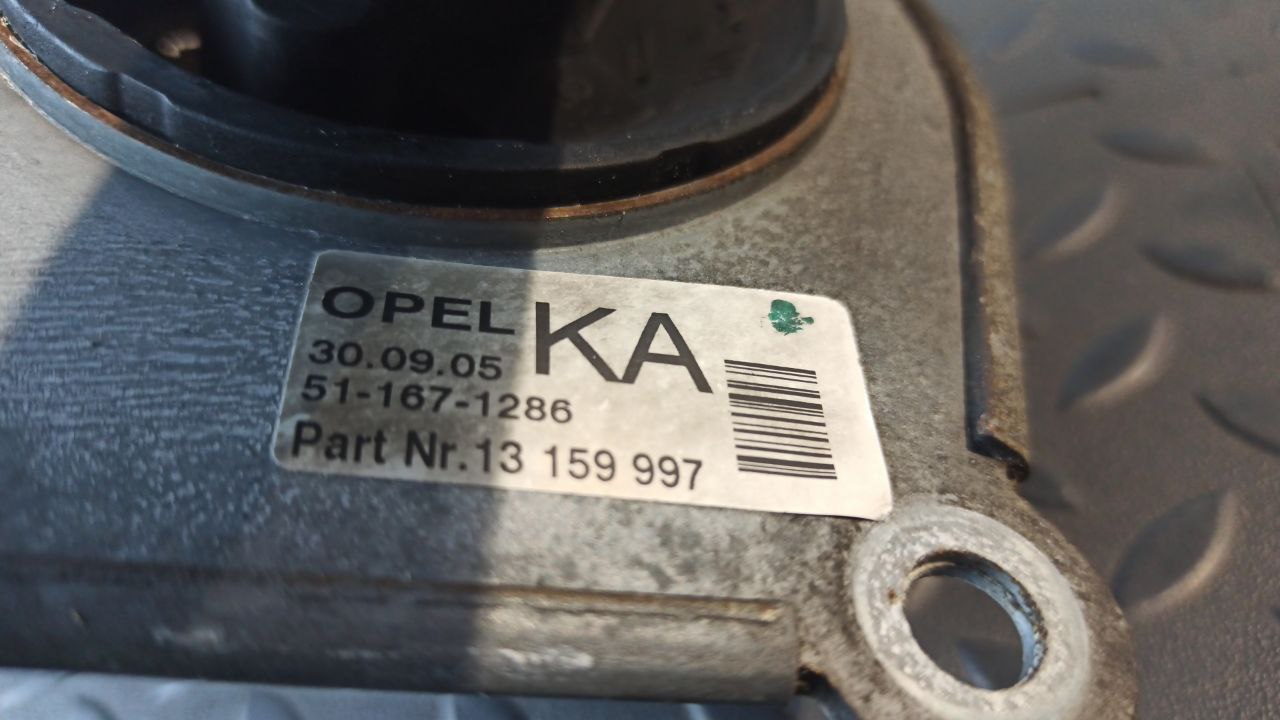 OPEL KA
30.09.05
51-167-1286
Part Nr.13 159 997